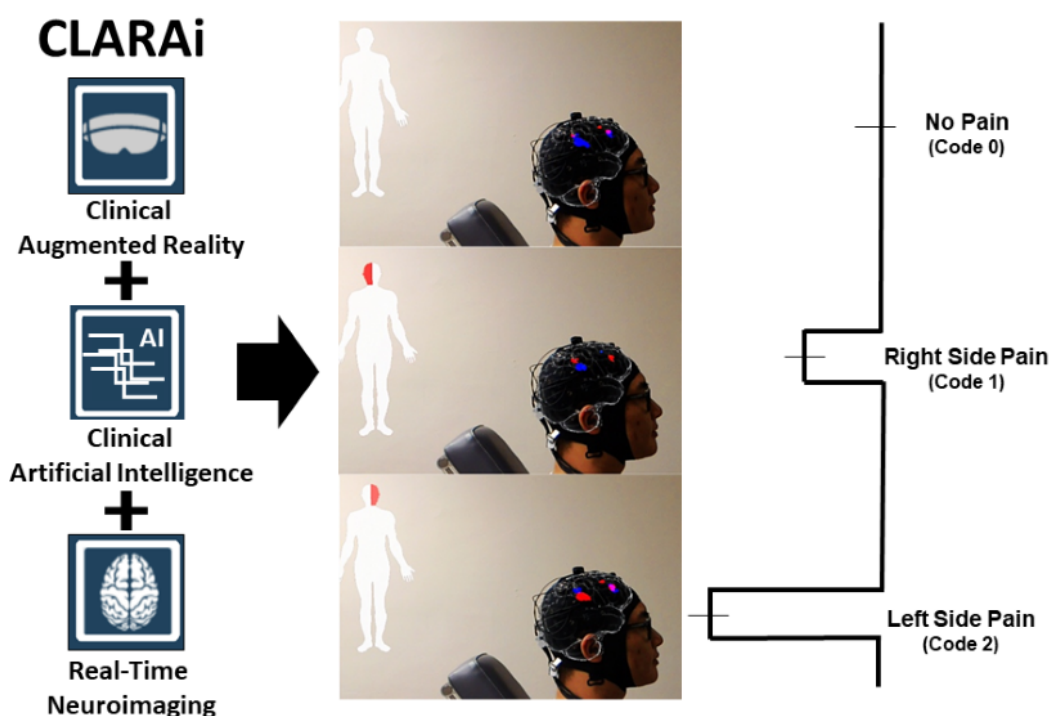 CLARAi
Clinical
Augmented Reality
+
AI
Clinical
Artificial Intelligence
+
Real-Time
Neuroimaging
No Pain
(Code 0)
Right Side Pain
(Code 1)
Left Side Pain
(Code 2)